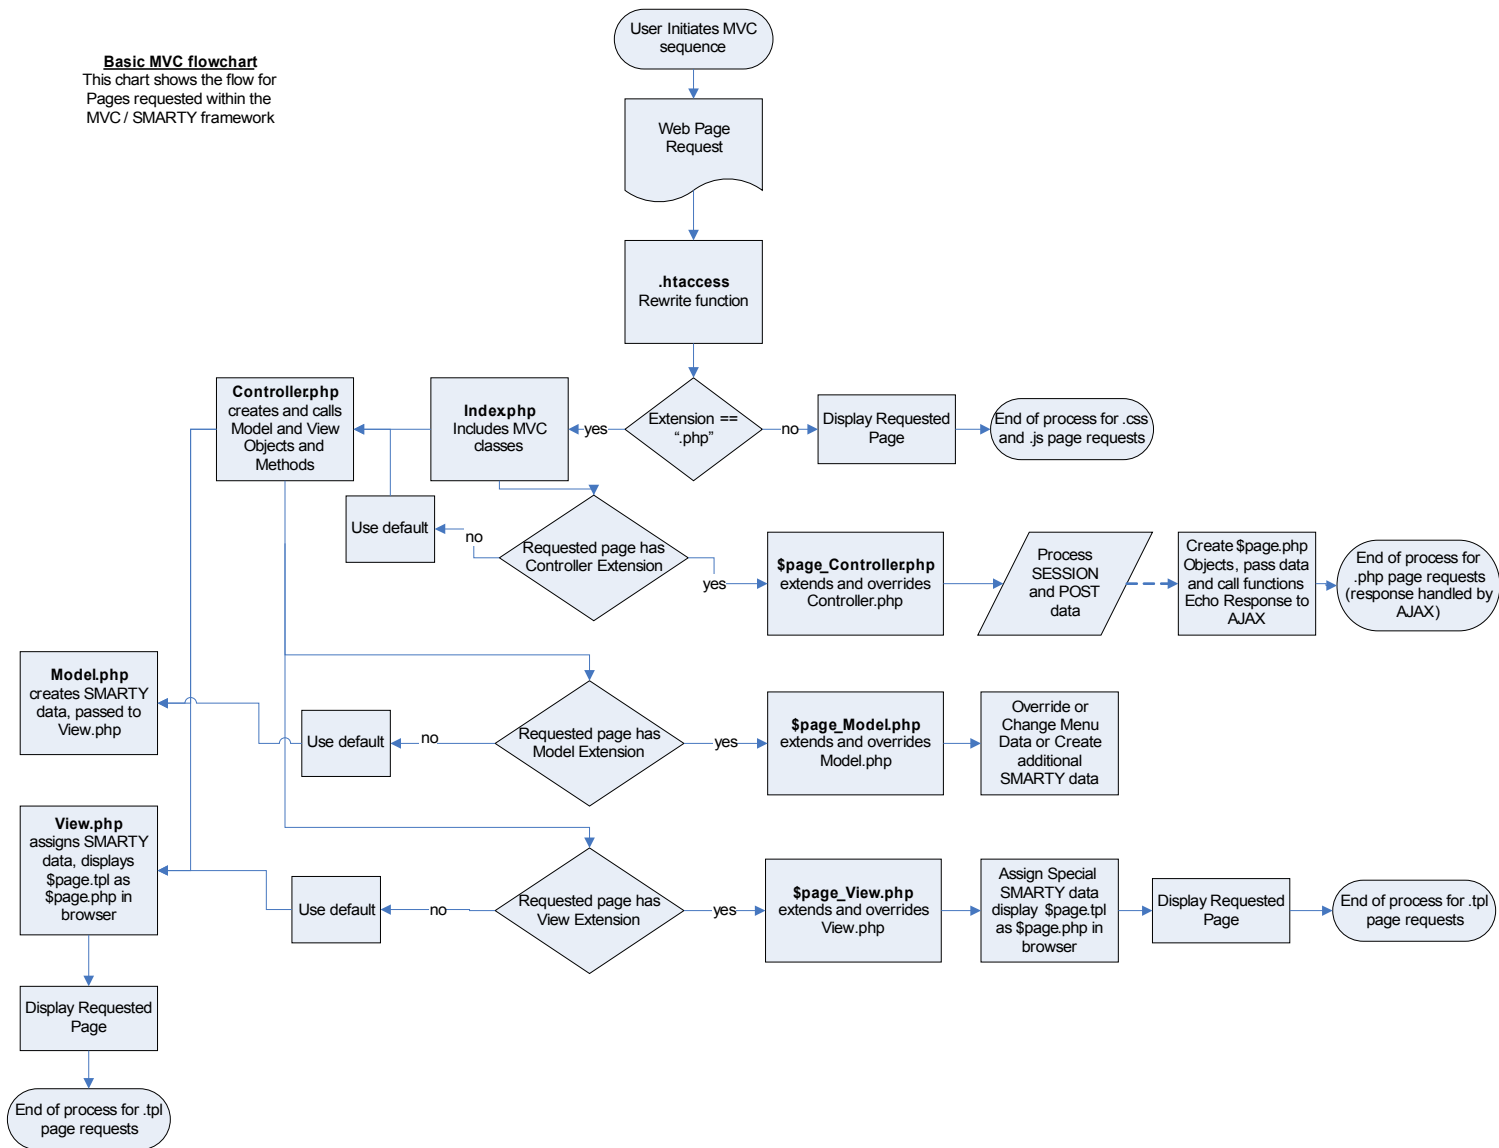 User Initiates MVC
sequence
Basic MVC flowchart
This chart shows the flow for
Pages requested within the
MVC / SMARTY framework
Web Page
Request
.htaccess
Rewrite function
Controller.php
creates and calls
Model and View
Objects and
Methods
Index.php
Includes MVC
classes
yes
Extension ==
“.php”
no
Display Requested
Page
End of process for .css
and .js page requests
Use default
no
Requested page has
Controller Extension
yes
$page_Controller.php
extends and overrides
Controller.php
Process
SESSION
and POST
data
Create $page.php
Objects, pass data
and call functions
Echo Response to
AJAX
End of process for
.php page requests
(response handled by
AJAX)
Model.php
creates SMARTY
data, passed to
View.php
Use default
no
Requested page has
Model Extension
yes
$page_Model.php
extends and overrides
Model.php
Override or
Change Menu
Data or Create
additional
SMARTY data
View.php
assigns SMARTY
data, displays
$page.tpl as
$page.php in
browser
Use default
no
Requested page has
View Extension
yes
$page_View.php
extends and overrides
View.php
Assign Special
SMARTY data
display $page.tpl
as $page.php in
browser
Display Requested
Page
End of process for .tpl
page requests
Display Requested
Page
End of process for .tpl
page requests